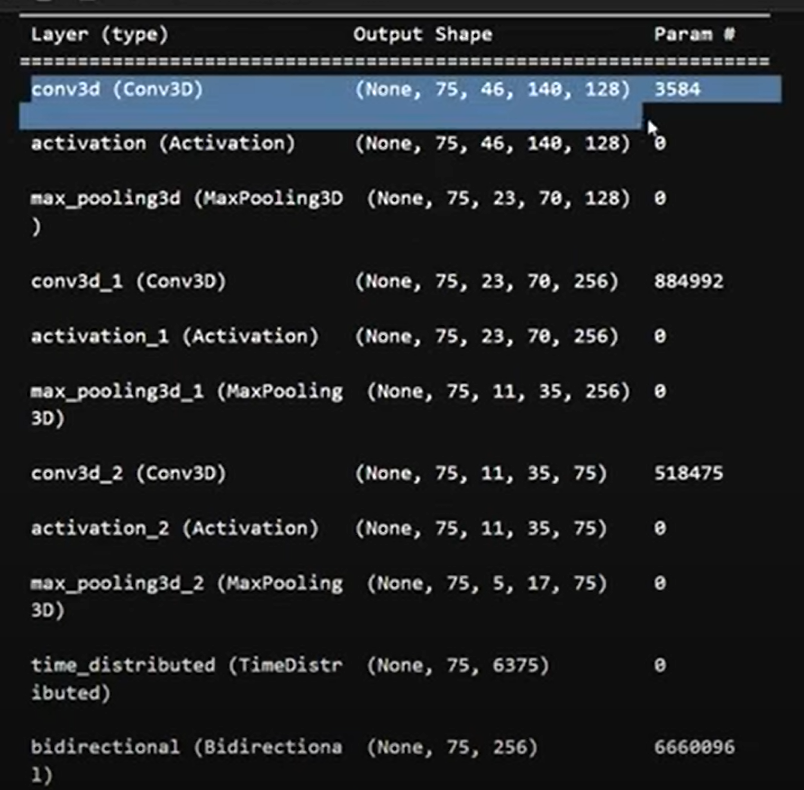 Layer (type) Output Shape Param #
=================================================================
conv3d (Conv3D) (None, 75, 46, 140, 128) 3584
activation (Activation) (None, 75, 46, 140, 128) 0
max_pooling3d (MaxPooling3D (None, 75, 23, 70, 128) 0
)
conv3d_1 (Conv3D) (None, 75, 23, 70, 256) 884992
activation_1 (Activation) (None, 75, 23, 70, 256) 0
max_pooling3d_1 (MaxPooling (None, 75, 11, 35, 256) 0
3D)
conv3d_2 (Conv3D) (None, 75, 11, 35, 75) 518475
activation_2 (Activation) (None, 75, 11, 35, 75) 0
max_pooling3d_2 (MaxPooling (None, 75, 5, 17, 75) 0
3D)
time_distributed (TimeDistr (None, 75, 6375) 0
ibuted)
bidirectional (Bidirectiona (None, 75, 256) 6660096
l)